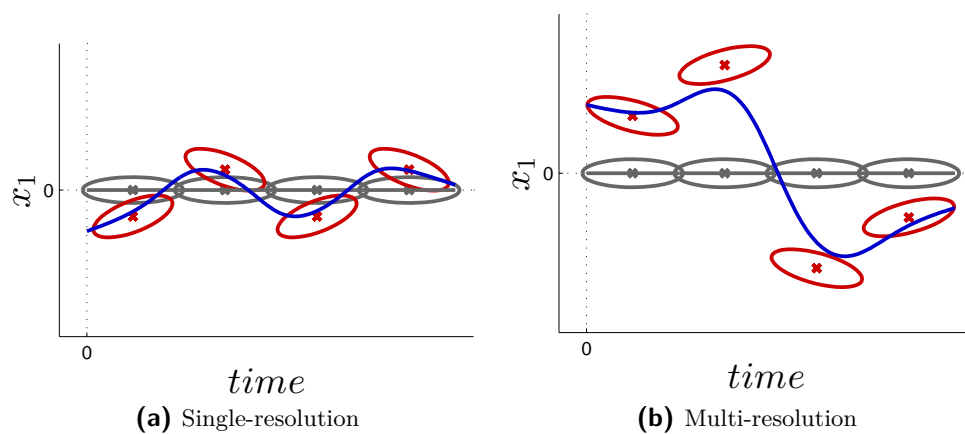 x₁
0
0
time
(a) Single-resolution
x₁
0
0
time
(b) Multi-resolution